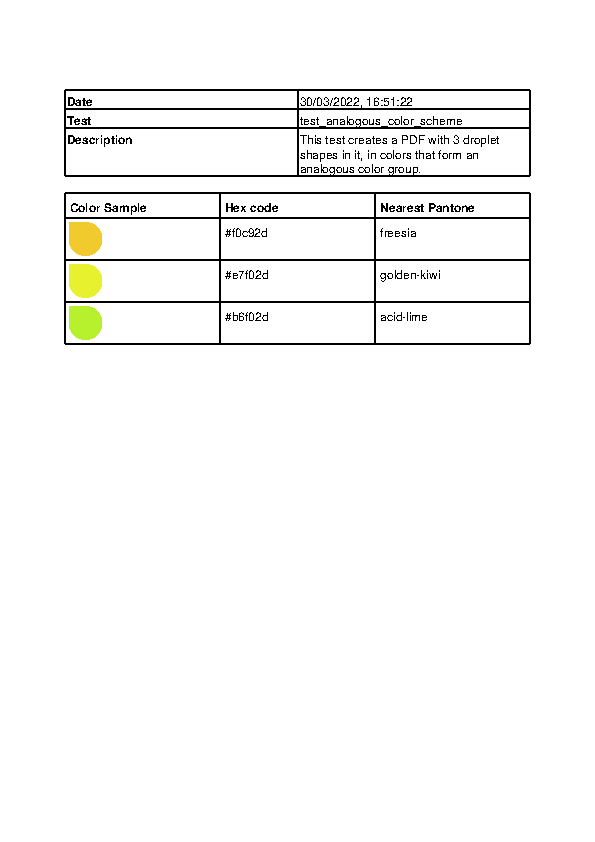 Date 30/03/2022, 16:51:22
Test test_analogous_color_scheme
Description This test creates a PDF with 3 droplet
shapes in it, in colors that form an
analogous color group.
Color Sample Hex code Nearest Pantone
#f0c92d freesia
#e7f02d golden-kiwi
#b6f02d acid-lime